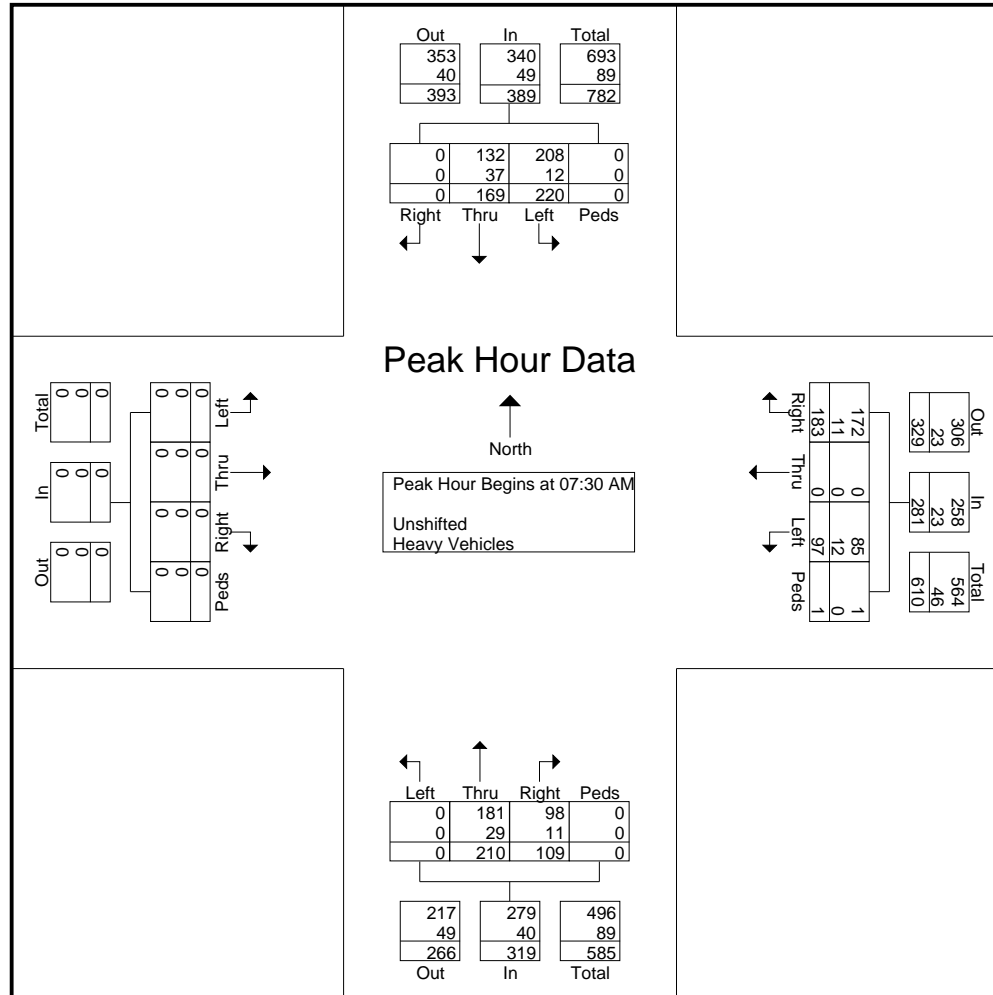 Out In Total
353 340 693
40 49 89
393 389 782
0 132 208 0
0 37 12 0
0 169 220 0
Right Thru Left Peds
Peak Hour Data
North
Peak Hour Begins at 07:30 AM
Unshifted
Heavy Vehicles
Left Thru Right Peds
0 0 0 0
0 0 0 0
0 0 0 0
Total In Out
0 0 0
0 0 0
0 0 0
Out In Total
306 258 564
23 23 46
329 281 610
172 0 85 1
11 0 12 0
183 0 97 1
Right Thru Left Peds
Left Thru Right Peds
0 181 98 0
0 29 11 0
0 210 109 0
217 279 496
49 40 89
266 319 585
Out In Total